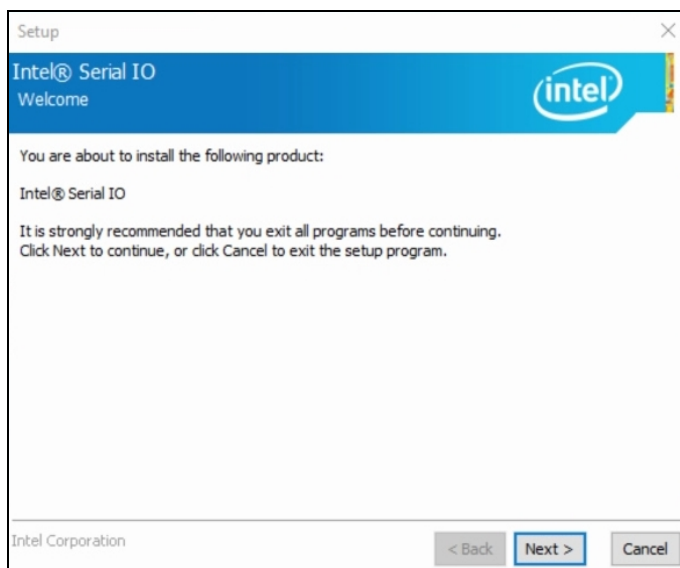 Setup
Intel® Serial IO
Welcome
intel
You are about to install the following product:
Intel® Serial IO
It is strongly recommended that you exit all programs before continuing.
Click Next to continue, or click Cancel to exit the setup program.
Intel Corporation
< Back Next > Cancel